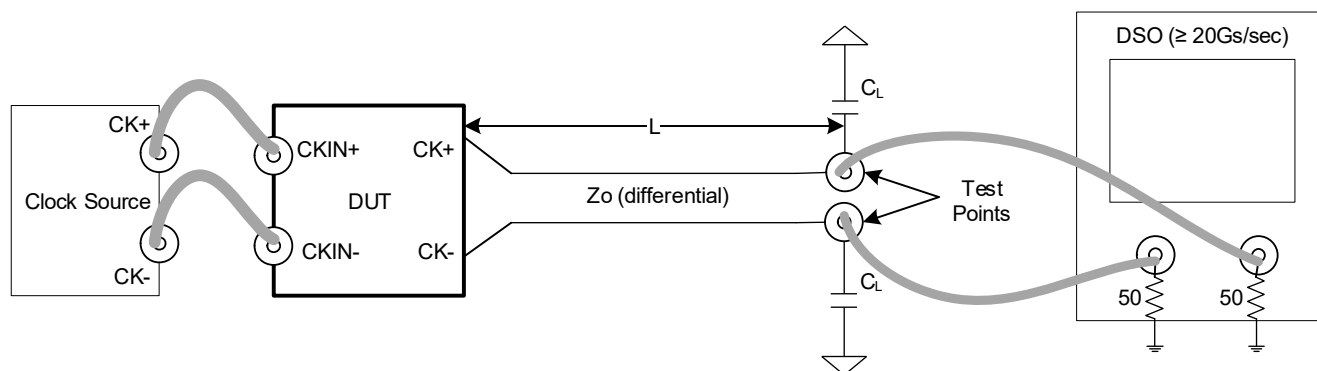 DSO (≥ 20Gs/sec)
CL
CK+
L
CKIN+
CK+
Clock Source
DUT
Zo (differential)
Test
Points
CK-
CKIN-
CK-
CL
50
50